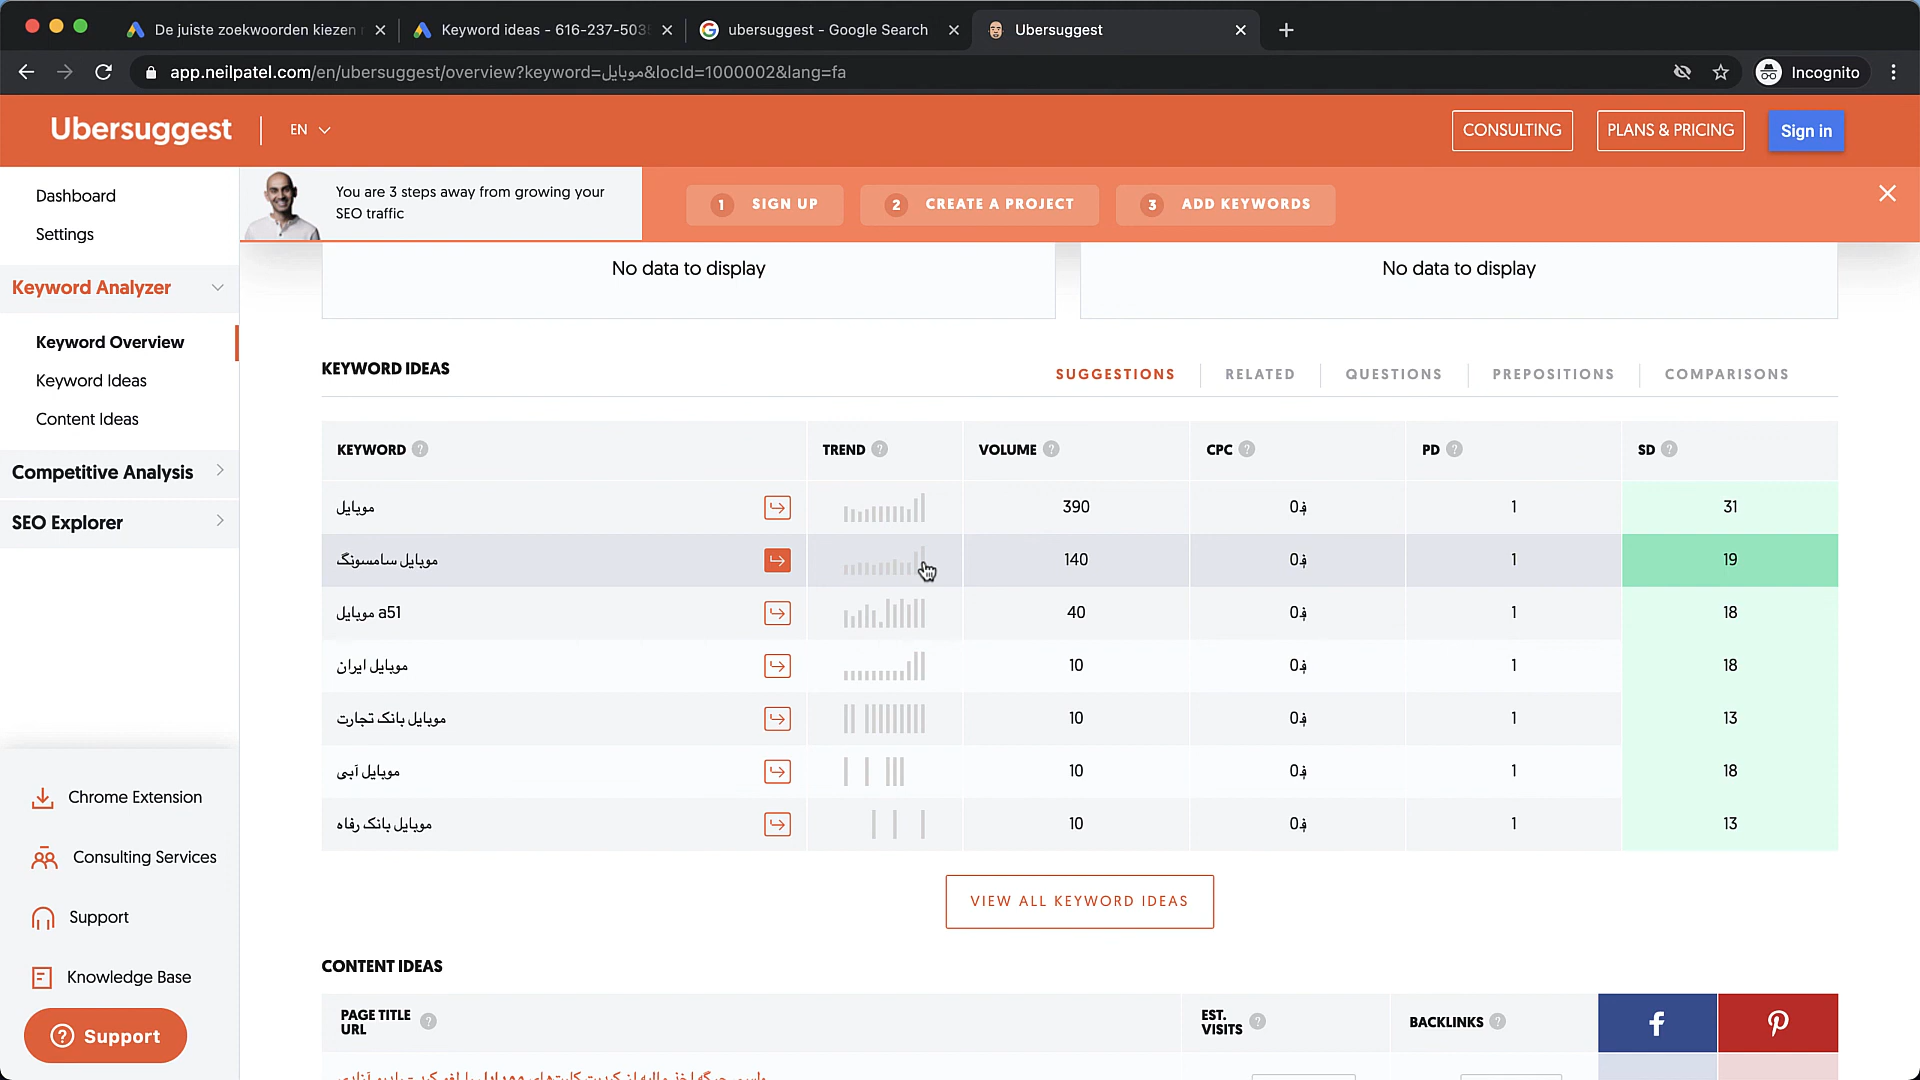 De juiste zoekwoorden kiezen
Keyword ideas - 616-237-503
ubersuggest - Google Search
Ubersuggest
app.neilpatel.com/en/ubersuggest/overview?keyword=موبایل&locId=1000002&lang=fa
Incognito
Ubersuggest
EN
CONSULTING
PLANS & PRICING
Sign in
Dashboard
Settings
Keyword Analyzer
Keyword Overview
Keyword Ideas
Content Ideas
Competitive Analysis
SEO Explorer
Chrome Extension
Consulting Services
Support
Knowledge Base
Support
You are 3 steps away from growing your
SEO traffic
1 SIGN UP
2 CREATE A PROJECT
3 ADD KEYWORDS
No data to display
No data to display
KEYWORD IDEAS
SUGGESTIONS RELATED QUESTIONS PREPOSITIONS COMPARISONS
KEYWORD TREND VOLUME CPC PD SD
موبایل 390 ؋0 1 31
موبایل سامسونگ 140 ؋0 1 19
موبایل a51 40 ؋0 1 18
موبایل ایران 10 ؋0 1 18
موبایل بانک تجارت 10 ؋0 1 13
موبایل آبی 10 ؋0 1 18
موبایل بانک رفاه 10 ؋0 1 13
VIEW ALL KEYWORD IDEAS
CONTENT IDEAS
PAGE TITLE
URL
EST.
VISITS
BACKLINKS